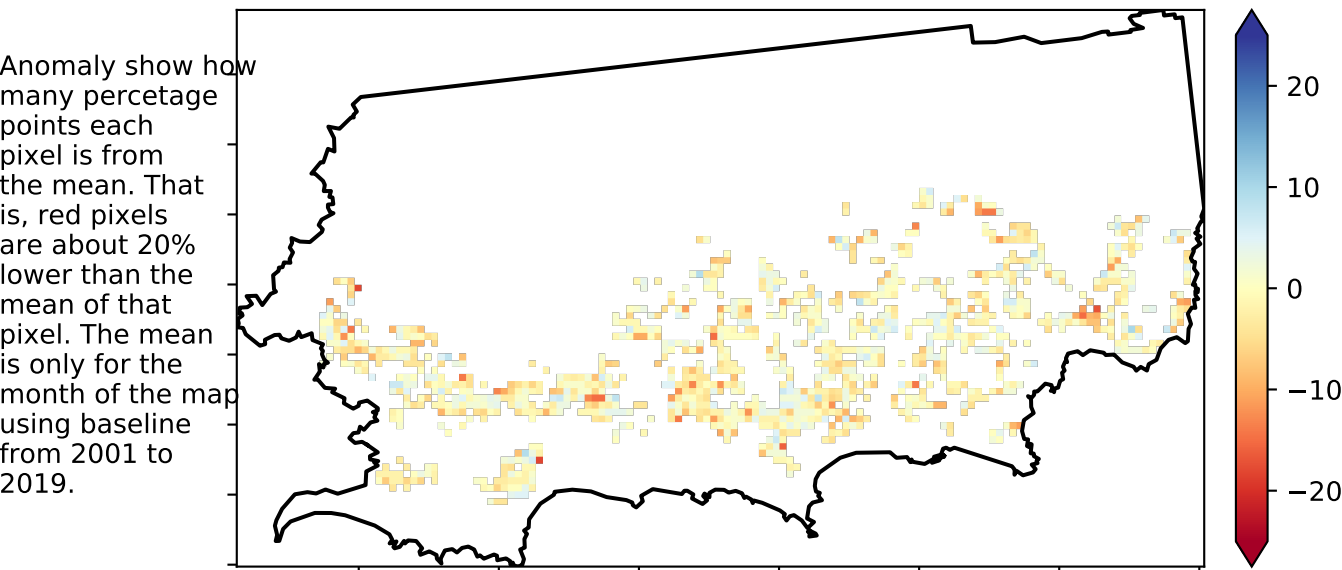 Anomaly show how
many percetage
points each
pixel is from
the mean. That
is, red pixels
are about 20%
lower than the
mean of that
pixel. The mean
is only for the
month of the map
using baseline
from 2001 to
2019.
20
10
0
−10
−20